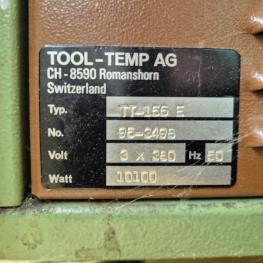 TOOL-TEMP AG
CH-8590 Romanshorn
Switzerland
Typ. TT-156 E
No. 95-3498
Volt 3 x 380 Hz 50
Watt 10100